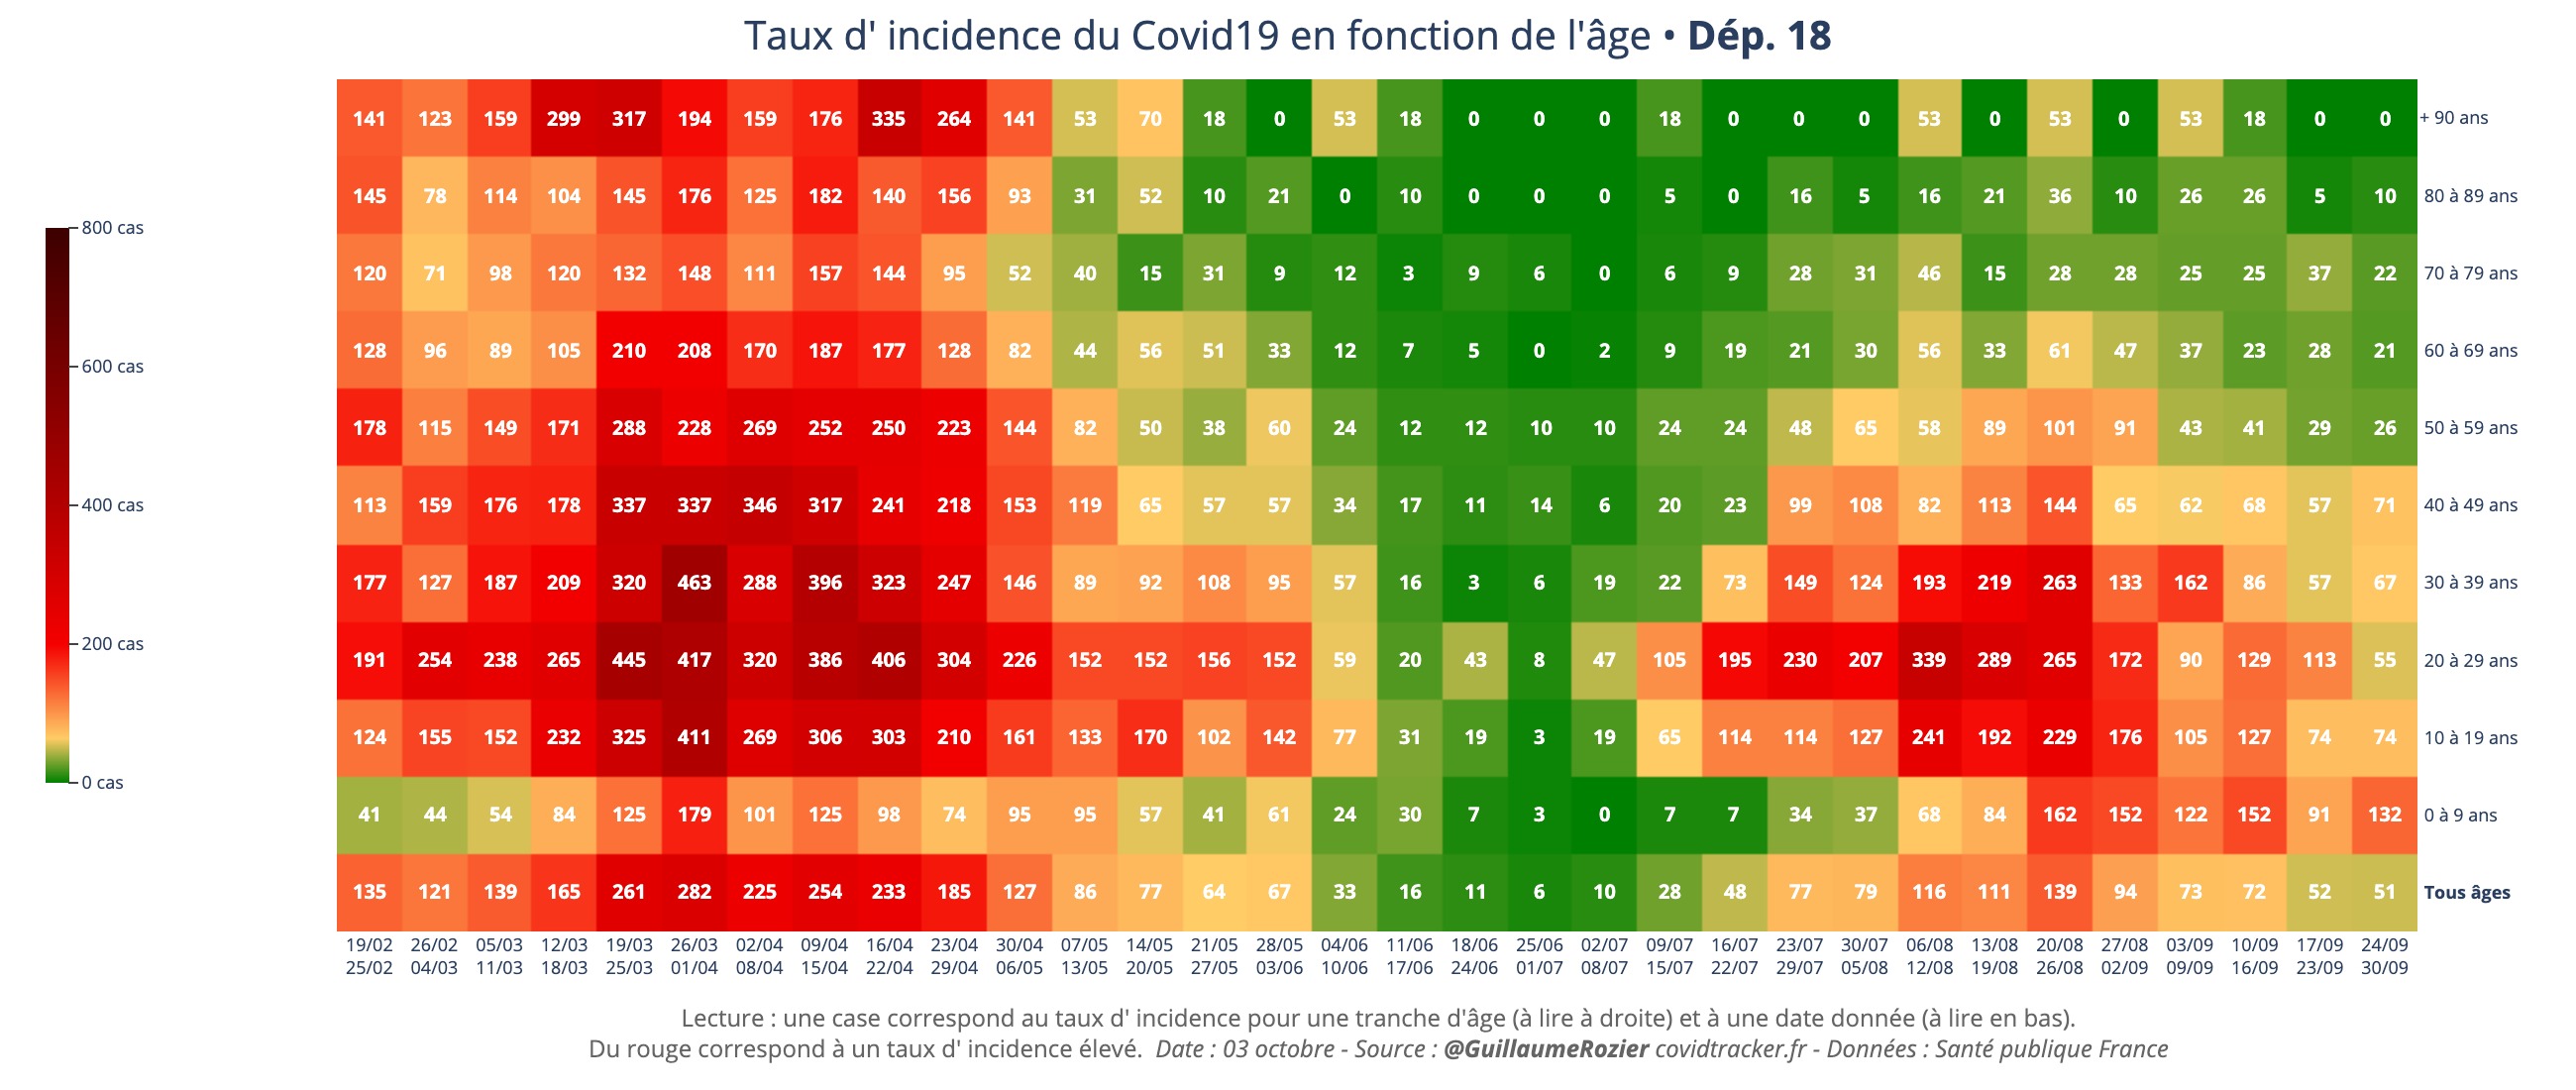 Taux d' incidence du Covid19 en fonction de l'âge • Dép. 18
800 cas
600 cas
400 cas
200 cas
0 cas
141 123 159 299 317 194 159 176 335 264 141 53 70 18 0 53 18 0 0 0 18 0 0 0 53 0 53 0 53 18 0 0 + 90 ans
145 78 114 104 145 176 125 182 140 156 93 31 52 10 21 0 10 0 0 0 5 0 16 5 16 21 36 10 26 26 5 10 80 à 89 ans
120 71 98 120 132 148 111 157 144 95 52 40 15 31 9 12 3 9 6 0 6 9 28 31 46 15 28 28 25 25 37 22 70 à 79 ans
128 96 89 105 210 208 170 187 177 128 82 44 56 51 33 12 7 5 0 2 9 19 21 30 56 33 61 47 37 23 28 21 60 à 69 ans
178 115 149 171 288 228 269 252 250 223 144 82 50 38 60 24 12 12 10 10 24 24 48 65 58 89 101 91 43 41 29 26 50 à 59 ans
113 159 176 178 337 337 346 317 241 218 153 119 65 57 57 34 17 11 14 6 20 23 99 108 82 113 144 65 62 68 57 71 40 à 49 ans
177 127 187 209 320 463 288 396 323 247 146 89 92 108 95 57 16 3 6 19 22 73 149 124 193 219 263 133 162 86 57 67 30 à 39 ans
191 254 238 265 445 417 320 386 406 304 226 152 152 156 152 59 20 43 8 47 105 195 230 207 339 289 265 172 90 129 113 55 20 à 29 ans
124 155 152 232 325 411 269 306 303 210 161 133 170 102 142 77 31 19 3 19 65 114 114 127 241 192 229 176 105 127 74 74 10 à 19 ans
41 44 54 84 125 179 101 125 98 74 95 95 57 41 61 24 30 7 3 0 7 7 34 37 68 84 162 152 122 152 91 132 0 à 9 ans
135 121 139 165 261 282 225 254 233 185 127 86 77 64 67 33 16 11 6 10 28 48 77 79 116 111 139 94 73 72 52 51 Tous âges
19/02 26/02 05/03 12/03 19/03 26/03 02/04 09/04 16/04 23/04 30/04 07/05 14/05 21/05 28/05 04/06 11/06 18/06 25/06 02/07 09/07 16/07 23/07 30/07 06/08 13/08 20/08 27/08 03/09 10/09 17/09 24/09
25/02 04/03 11/03 18/03 25/03 01/04 08/04 15/04 22/04 29/04 06/05 13/05 20/05 27/05 03/06 10/06 17/06 24/06 01/07 08/07 15/07 22/07 29/07 05/08 12/08 19/08 26/08 02/09 09/09 16/09 23/09 30/09
Lecture : une case correspond au taux d' incidence pour une tranche d'âge (à lire à droite) et à une date donnée (à lire en bas).
Du rouge correspond à un taux d' incidence élevé. Date : 03 octobre - Source : @GuillaumeRozier covidtracker.fr - Données : Santé publique France